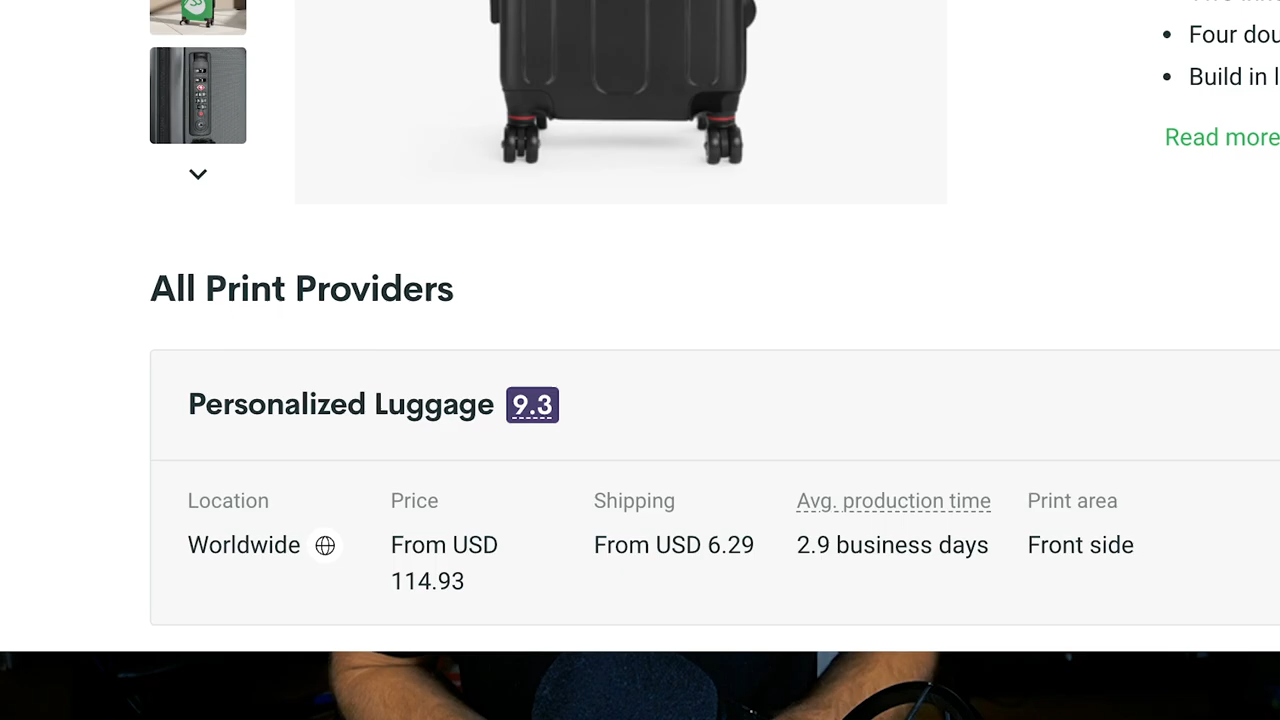 Four
Build in
Read more
All Print Providers
Personalized Luggage 9.3
Location Price Shipping Avg. production time Print area
Worldwide From USD 114.93 From USD 6.29 2.9 business days Front side